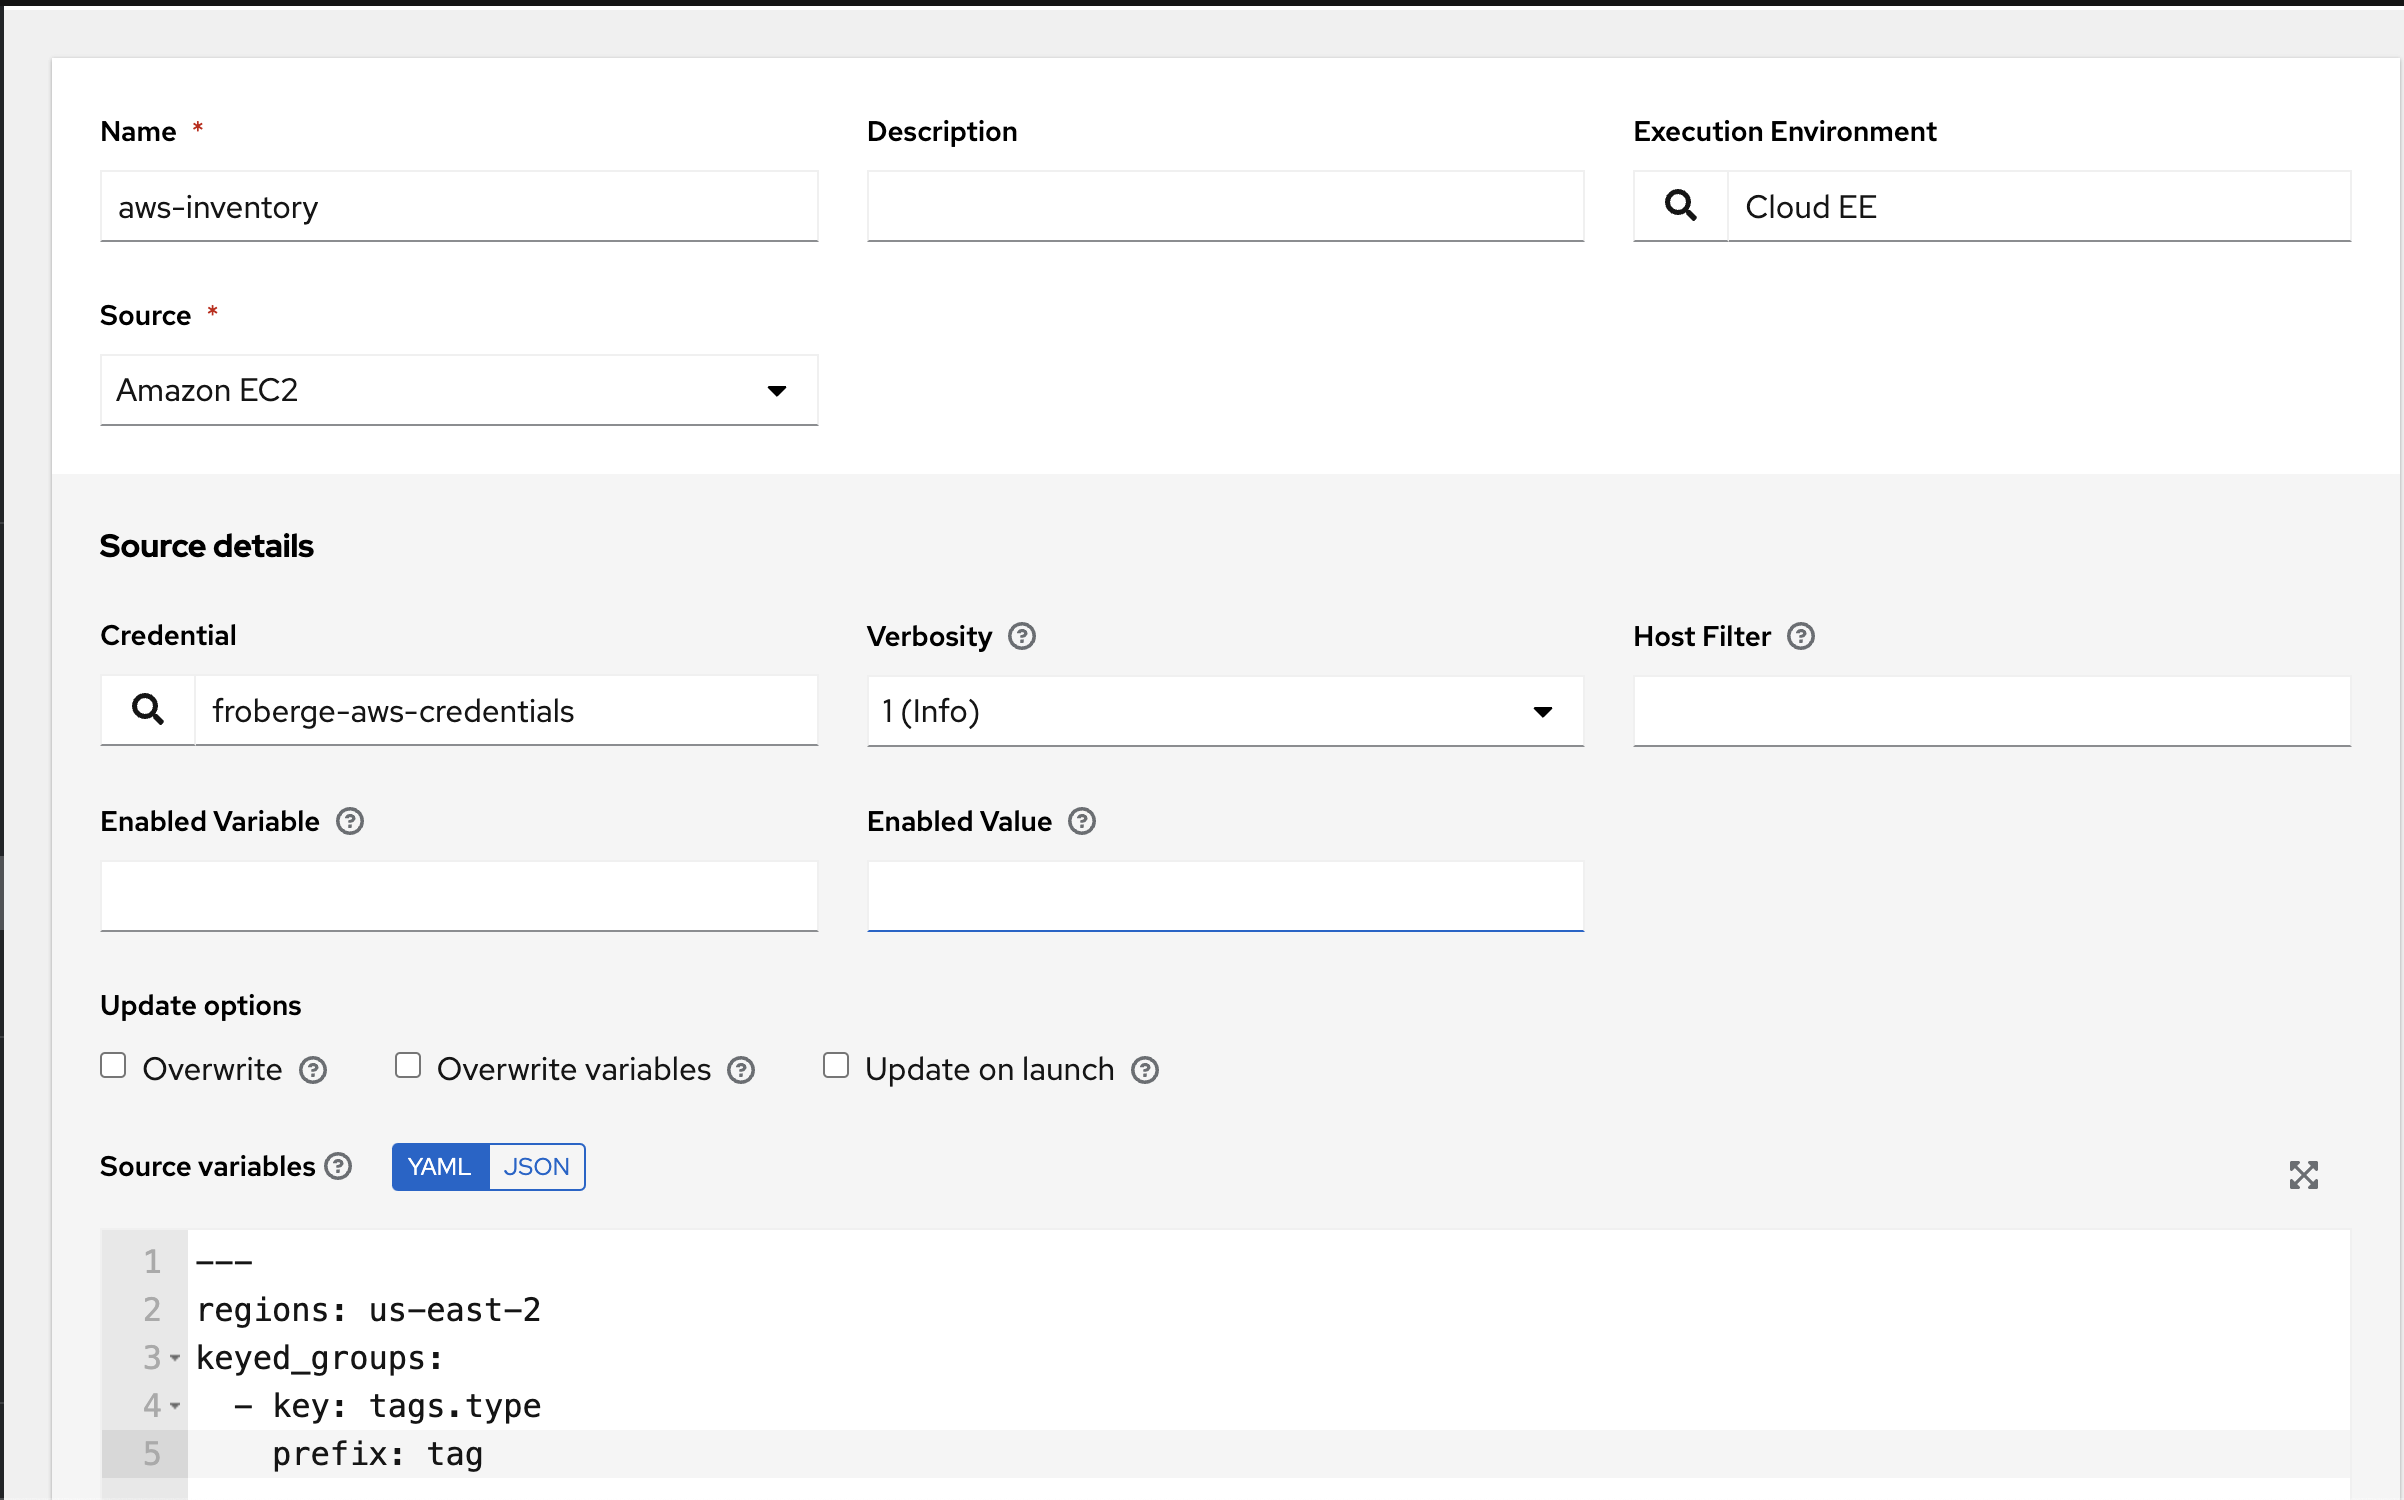 Name *
Description
Execution Environment
aws-inventory
Cloud EE
Source *
Amazon EC2
Source details
Credential
Verbosity ?
Host Filter ?
froberge-aws-credentials
1 (Info)
Enabled Variable ?
Enabled Value ?
Update options
Overwrite ?
Overwrite variables ?
Update on launch ?
Source variables ?
YAML
JSON
1 ---
2 regions: us-east-2
3 keyed_groups:
4   - key: tags.type
5     prefix: tag